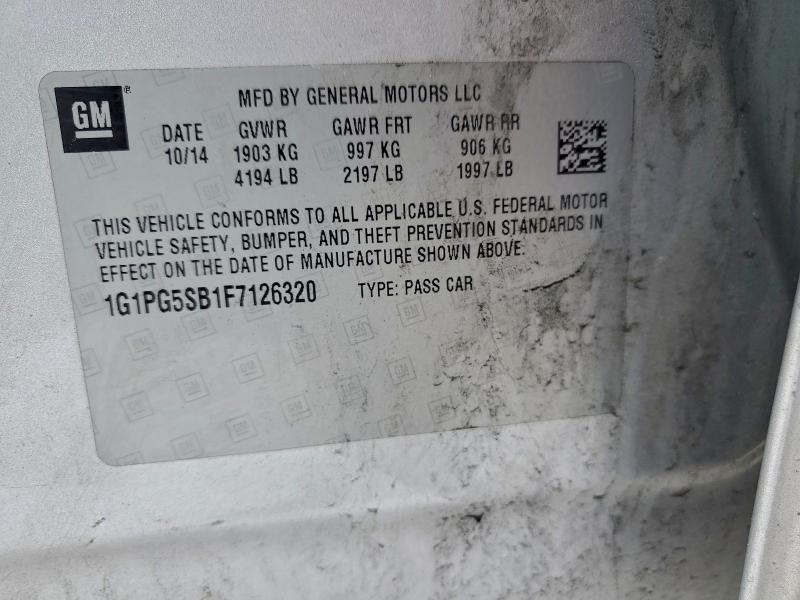 GM®
MFD BY GENERAL MOTORS LLC
DATE GVWR GAWR FRT GAWR RR
10/14 1903 KG 997 KG 906 KG
4194 LB 2197 LB 1997 LB
THIS VEHICLE CONFORMS TO ALL APPLICABLE U.S. FEDERAL MOTOR
VEHICLE SAFETY, BUMPER, AND THEFT PREVENTION STANDARDS IN
EFFECT ON THE DATE OF MANUFACTURE SHOWN ABOVE.
1G1PG5SB1F7126320 TYPE: PASS CAR